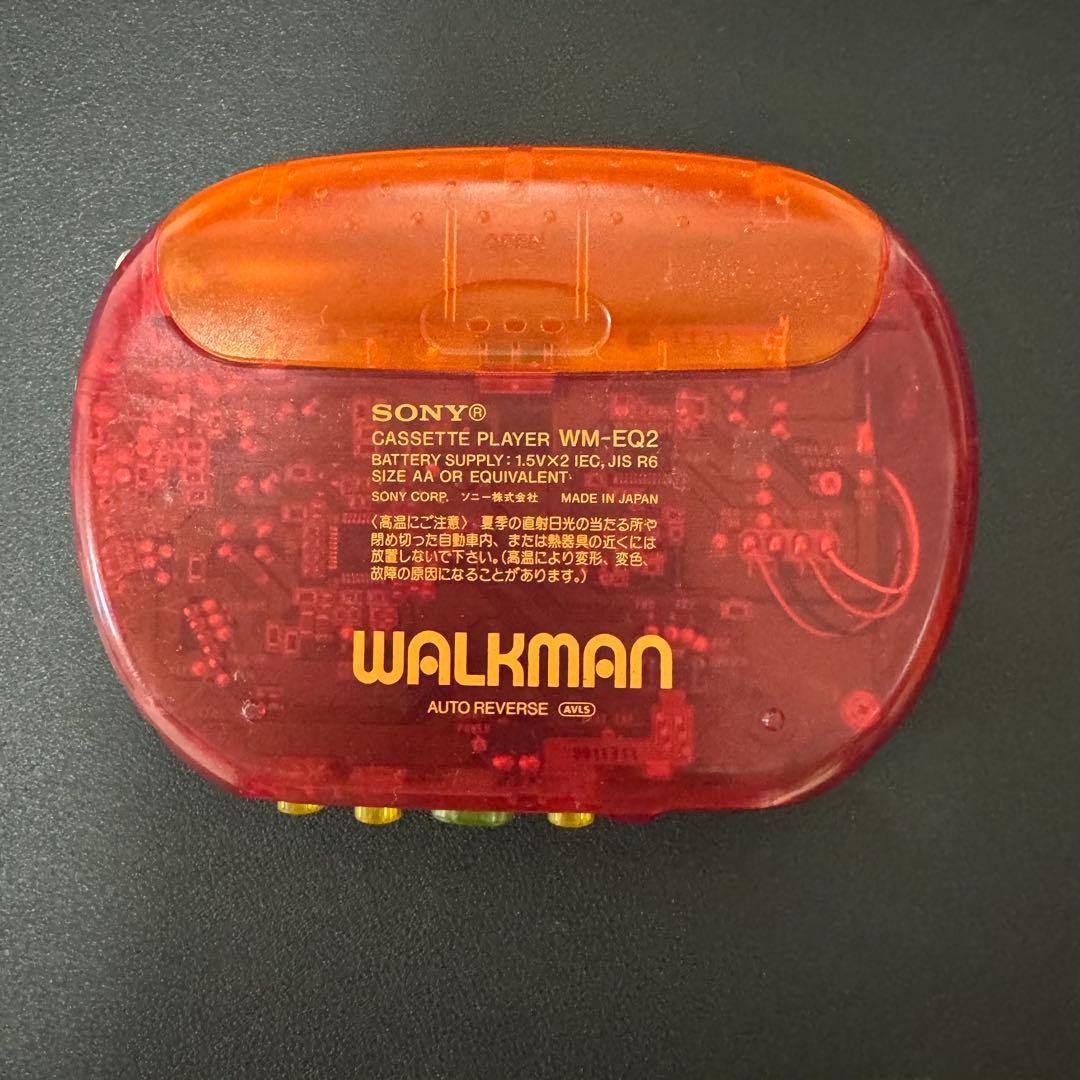 OPEN
SONY®
CASSETTE PLAYER WM-EQ2
BATTERY SUPPLY: 1.5V×2 IEC, JIS R6
SIZE AA OR EQUIVALENT
SONY CORP. ソニー株式会社 MADE IN JAPAN
〈高温にご注意〉 夏季の直射日光の当たる所や
閉め切った自動車内、または熱器具の近くには
放置しないで下さい。(高温により変形、変色、
故障の原因になることがあります。)
WALKMAN
AUTO REVERSE AVLS